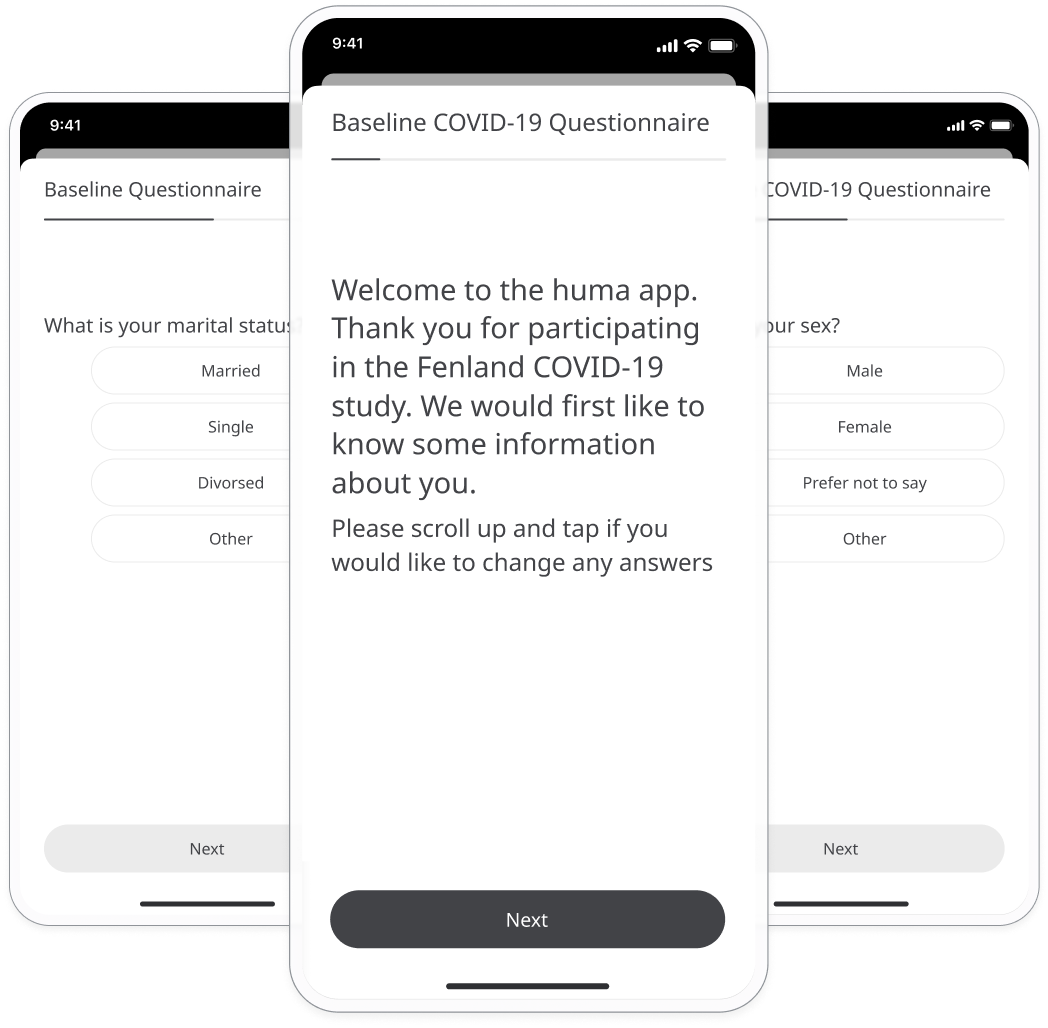 9:41
Baseline Questionnaire
What is your marital status?
Married
Single
Divorsed
Other
Next
9:41
Baseline COVID-19 Questionnaire
Welcome to the huma app.
Thank you for participating
in the Fenland COVID-19
study. We would first like to
know some information
about you.
Please scroll up and tap if you
would like to change any answers
Next
COVID-19 Questionnaire
your sex?
Male
Female
Prefer not to say
Other
Next